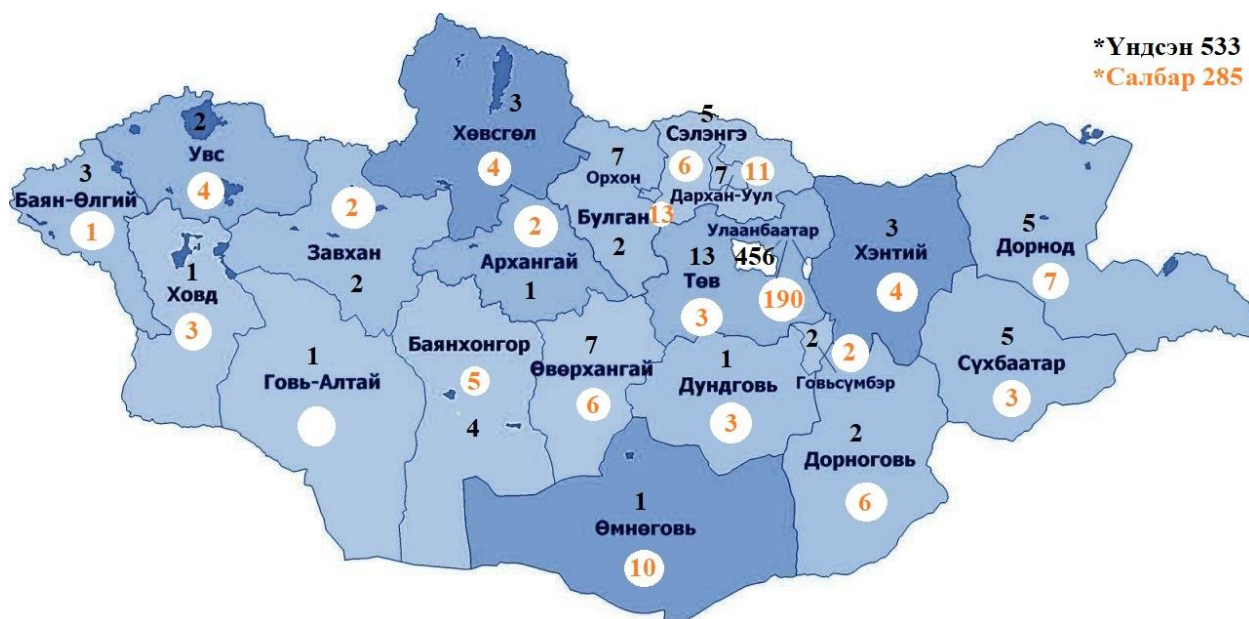 *Үндсэн 533
*Салбар 285
3
Хөвсгөл
4
2
Увс
4
3
Баян-Өлгий
1
5
Сэлэнгэ
6
7
Орхон
7
11
Дархан-Уул
13
Булган
2
2
Завхан
2
2
Архангай
1
1
Ховд
3
Улаанбаатар
456
190
13
Төв
3
3
Хэнтий
4
5
Дорнод
7
1
Говь-Алтай
Баянхонгор
5
4
7
Өвөрхангай
6
1
Дундговь
3
2
2
Говьсүмбэр
5
Сүхбаатар
3
2
Дорноговь
6
1
Өмнөговь
10